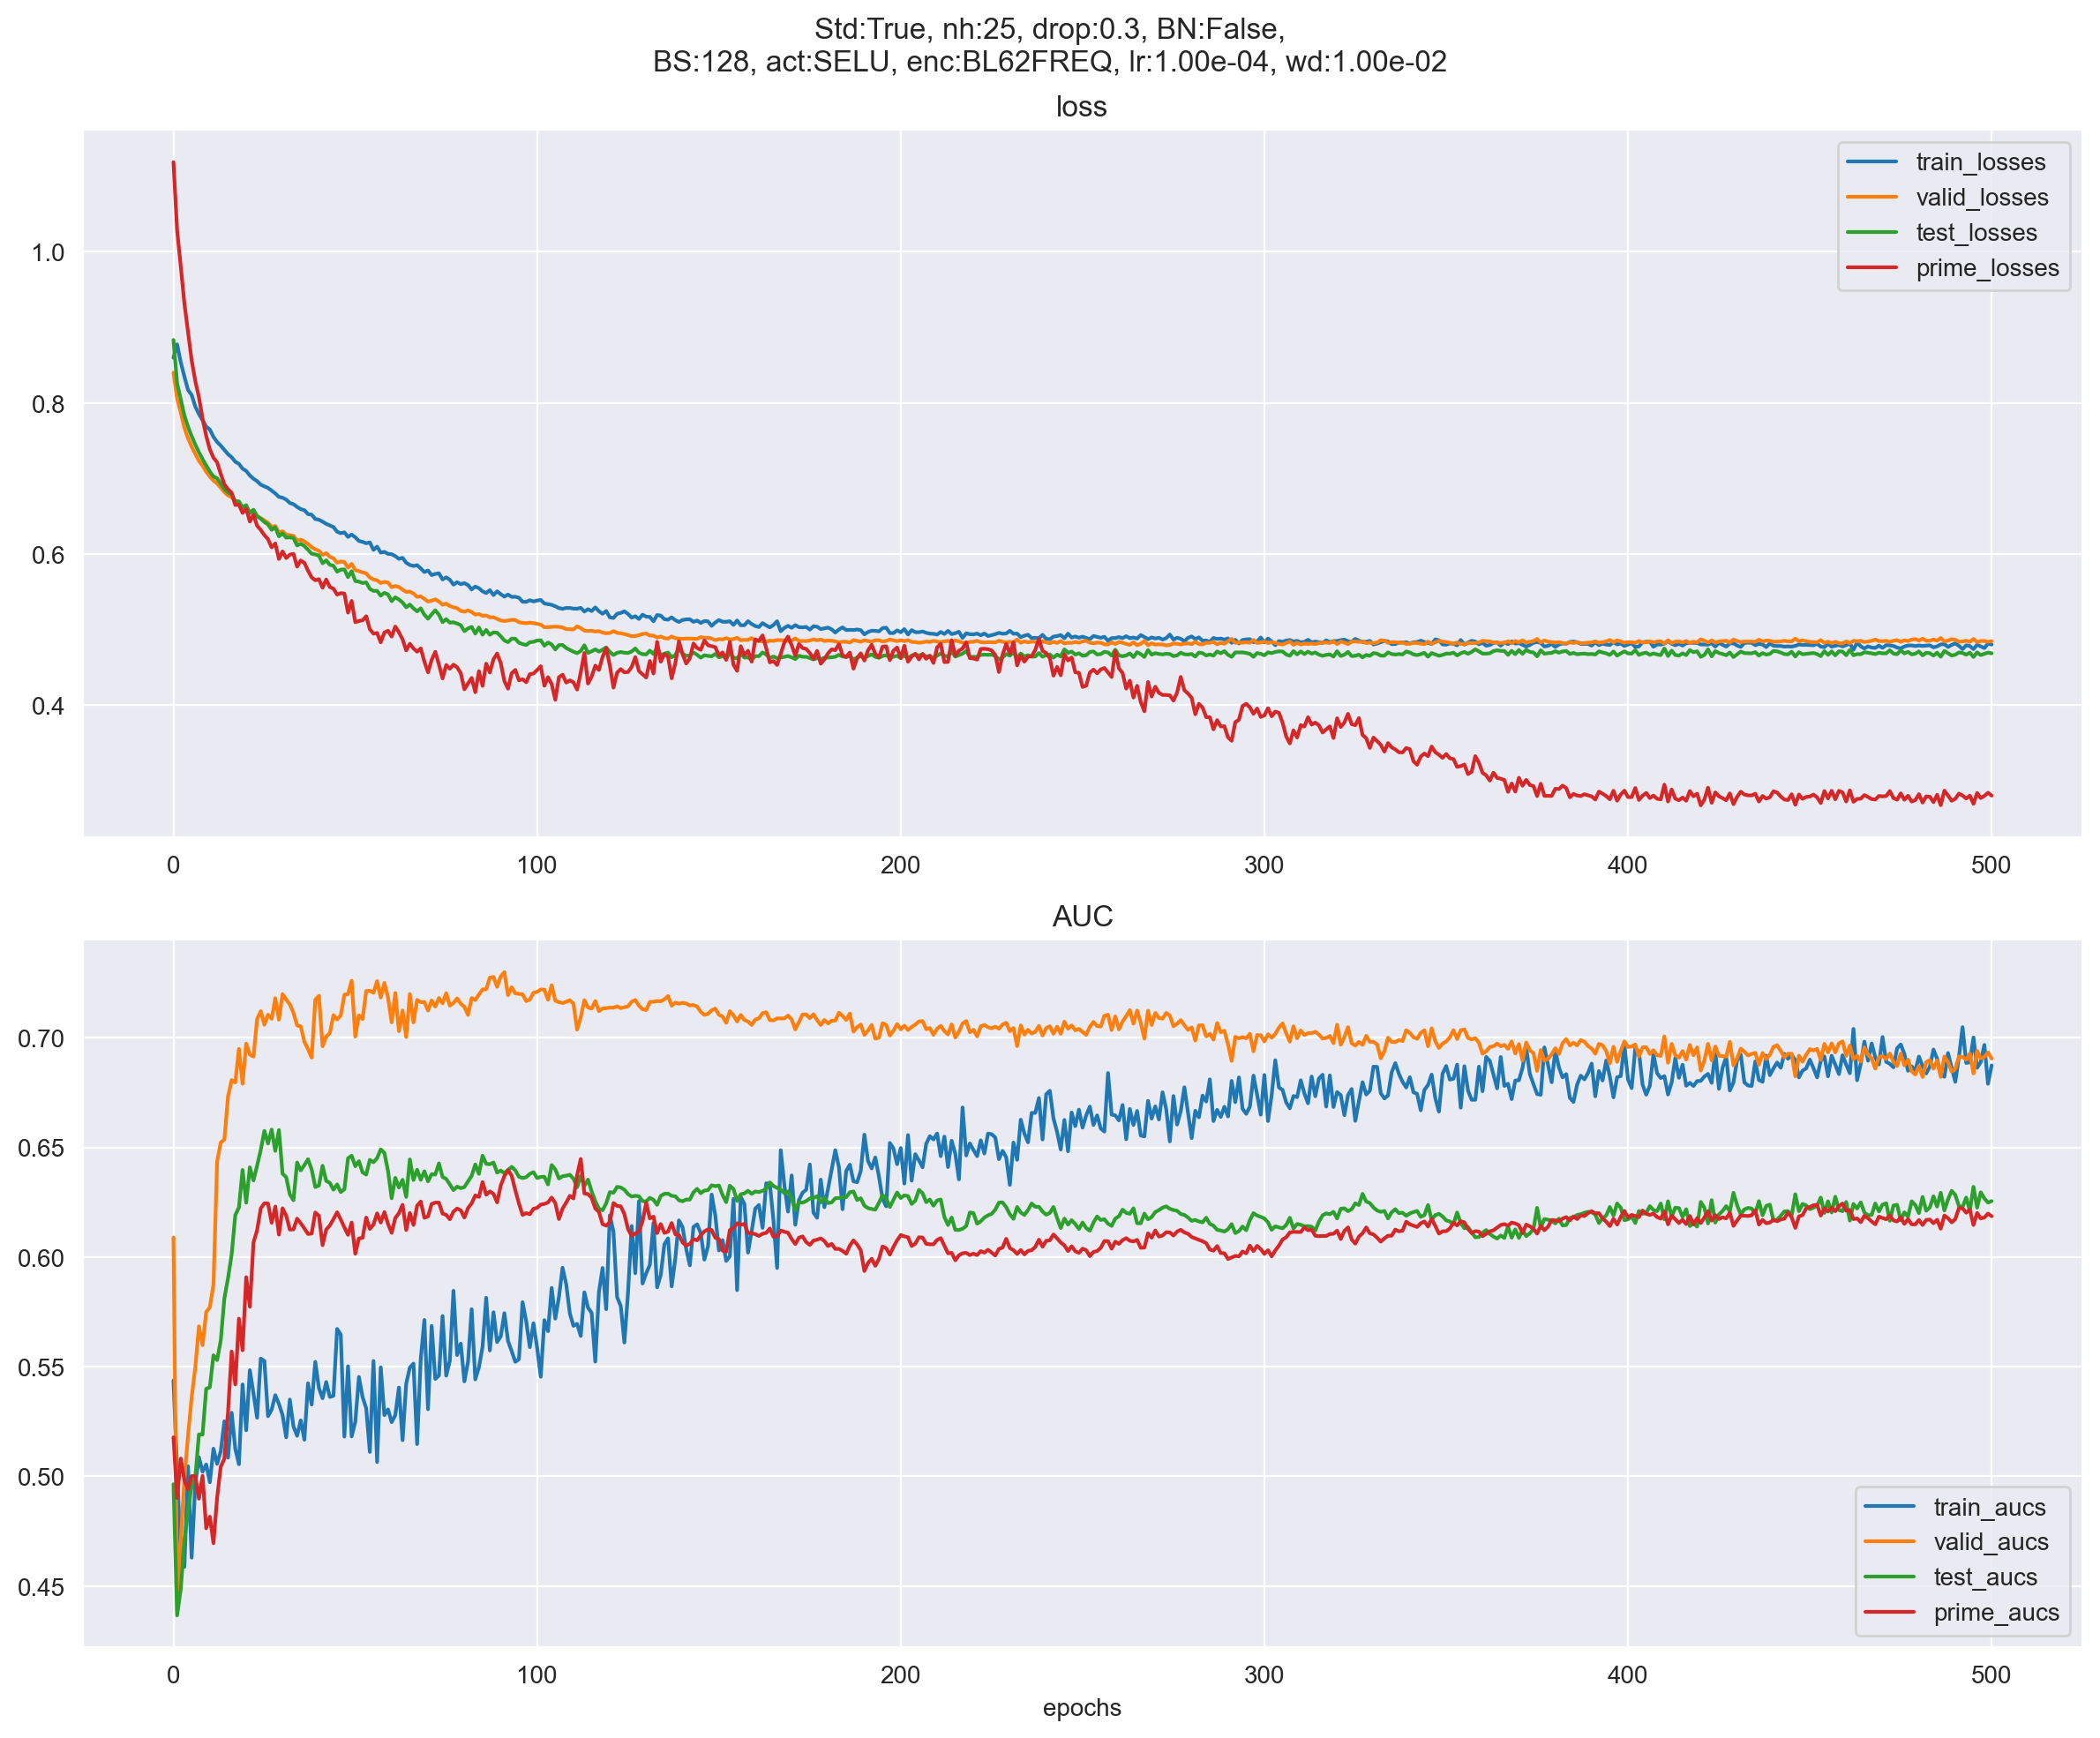 Std:True, nh:25, drop:0.3, BN:False,
BS:128, act:SELU, enc:BL62FREQ, lr:1.00e-04, wd:1.00e-02
loss
train_losses
valid_losses
test_losses
prime_losses
1.0
0.8
0.6
0.4
0 100 200 300 400 500
AUC
0.70
0.65
0.60
0.55
0.50
0.45
train_aucs
valid_aucs
test_aucs
prime_aucs
0 100 200 300 400 500
epochs